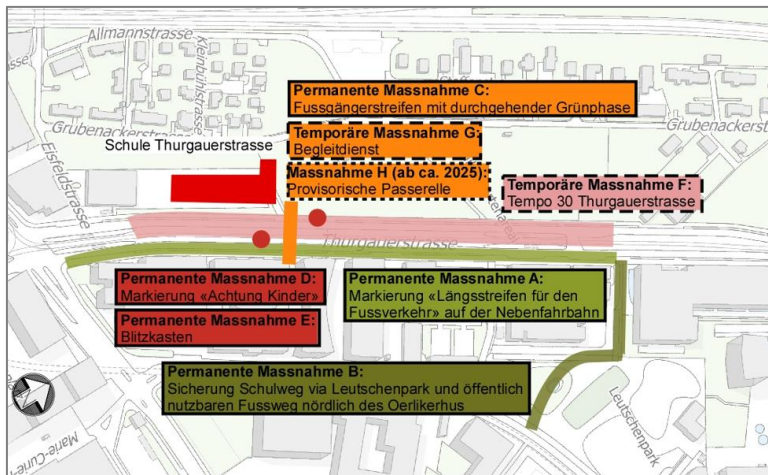 Allmannstrasse
Kleinbühlstrasse
Permanente Massnahme C:
Fussgängerstreifen mit durchgehender Grünphase
Grubenackerstrasse
Grubenackerst
Temporäre Massnahme G:
Begleitdienst
Schule Thurgauerstrasse
Eisfeldstrasse
Massnahme H (ab ca. 2025):
Provisorische Passerelle
Temporäre Massnahme F:
Tempo 30 Thurgauerstrasse
Thurgauerstrasse
Permanente Massnahme D:
Markierung «Achtung Kinder»
Permanente Massnahme A:
Markierung «Längsstreifen für den
Fussverkehr» auf der Nebenfahrbahn
Permanente Massnahme E:
Blitzkasten
Permanente Massnahme B:
Sicherung Schulweg via Leutschenpark und öffentlich
nutzbaren Fussweg nördlich des Oerlikerhus
Leutschenpark
Marie-Curie-